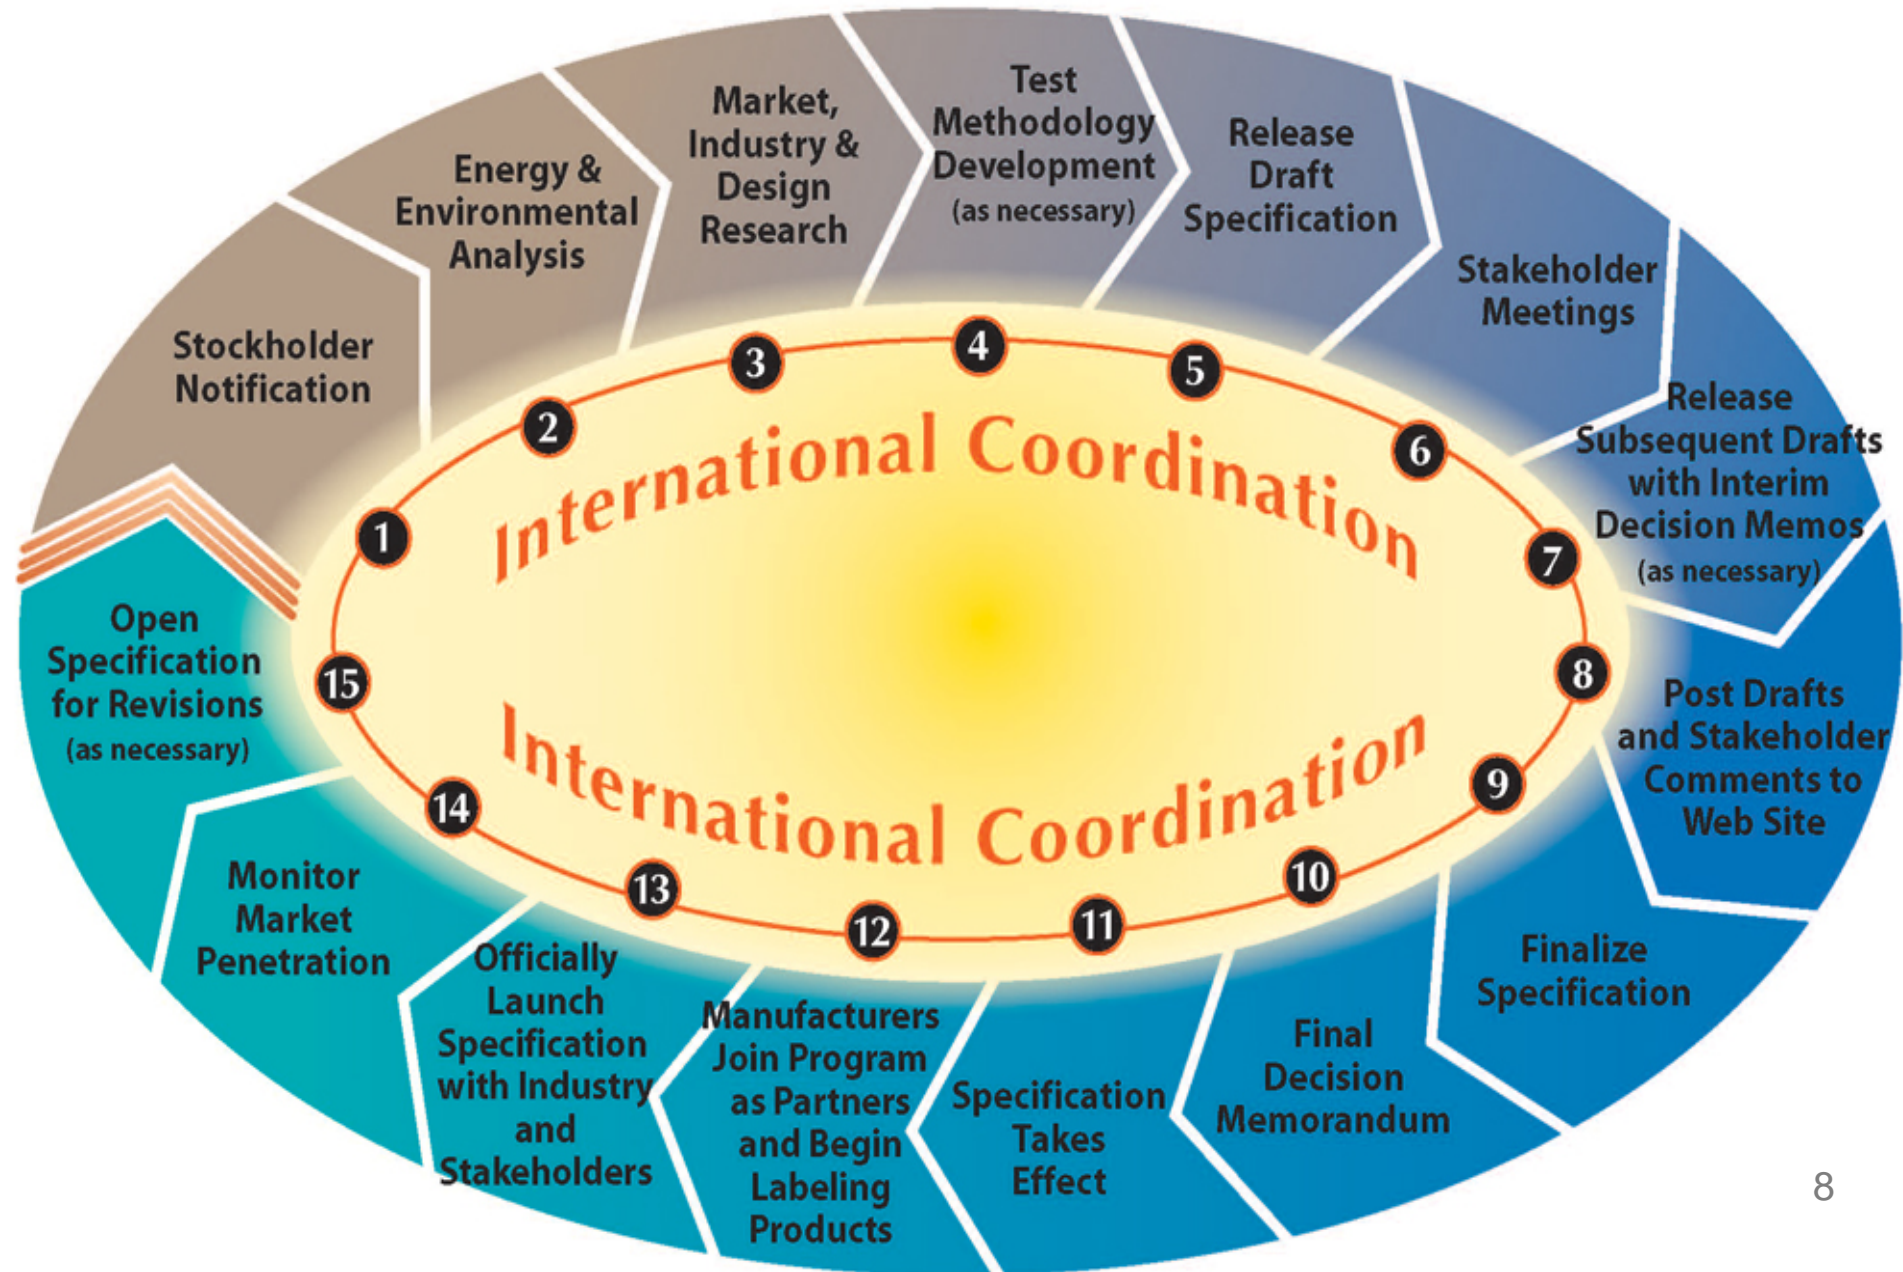 Stockholder
Notification
Energy &
Environmental
Analysis
Market,
Industry &
Design
Research
Test
Methodology
Development
(as necessary)
Release
Draft
Specification
Stakeholder
Meetings
Release
Subsequent Drafts
with Interim
Decision Memos
(as necessary)
Post Drafts
and Stakeholder
Comments to
Web Site
Finalize
Specification
Final
Decision
Memorandum
Specification
Takes
Effect
Manufacturers
Join Program
as Partners
and Begin
Labeling
Products
Officially
Launch
Specification
with Industry
and
Stakeholders
Monitor
Market
Penetration
Open
Specification
for Revisions
(as necessary)
1
2
3
4
5
6
7
8
9
10
11
12
13
14
15
International Coordination
International Coordination
8